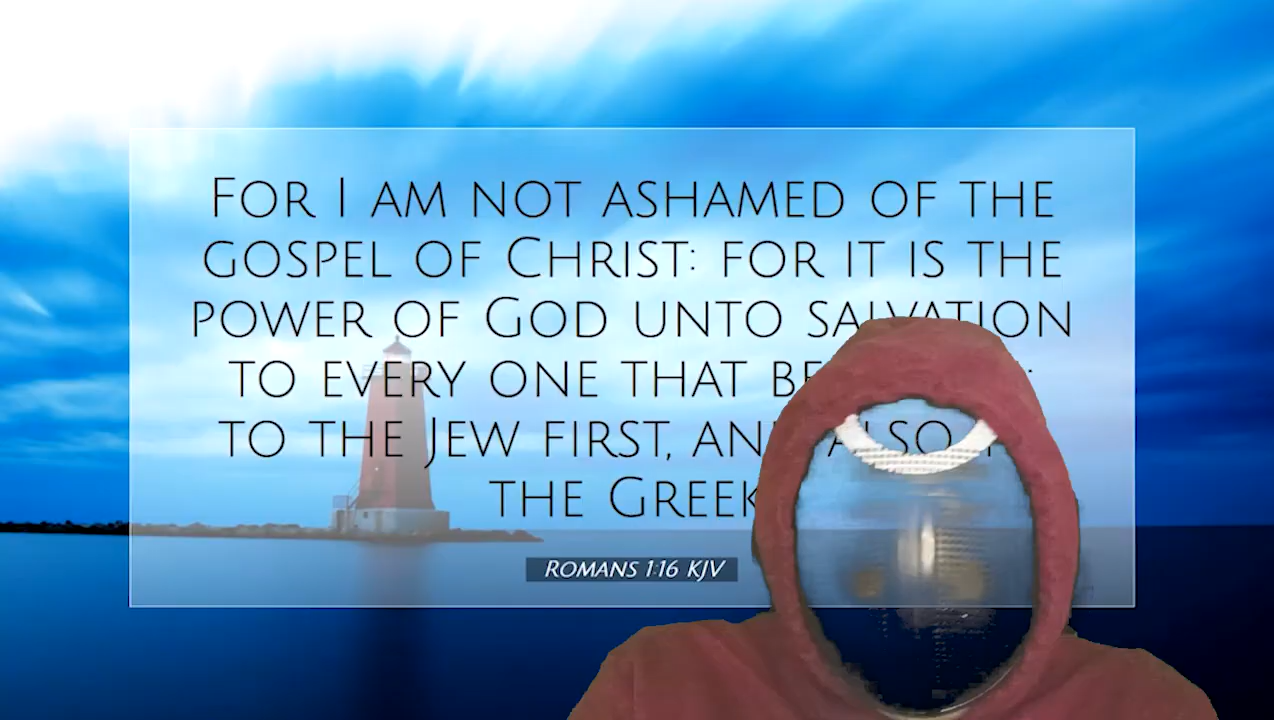 For I am not ashamed of the
gospel of Christ: for it is the
power of God unto salvation
to every one that
to the Jew first, and also
the Greek
Romans 1:16 KJV